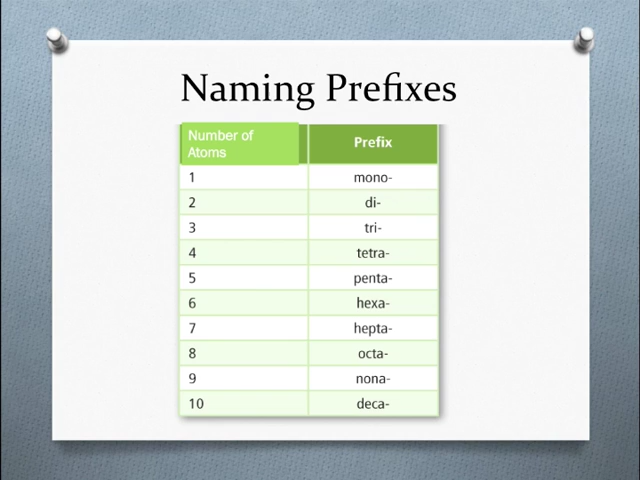 Naming Prefixes
Number of
Atoms
Prefix
1 mono-
2 di-
3 tri-
4 tetra-
5 penta-
6 hexa-
7 hepta-
8 octa-
9 nona-
10 deca-